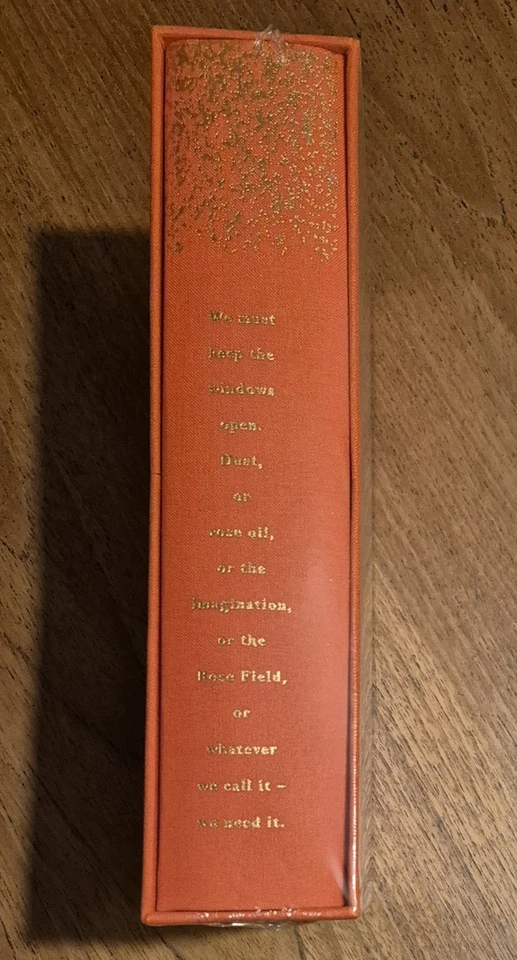 We must
keep the
windows
open.
Dust,
or
rose oil,
or the
imagination,
or the
Rose Field,
or
whatever
we call it –
we need it.